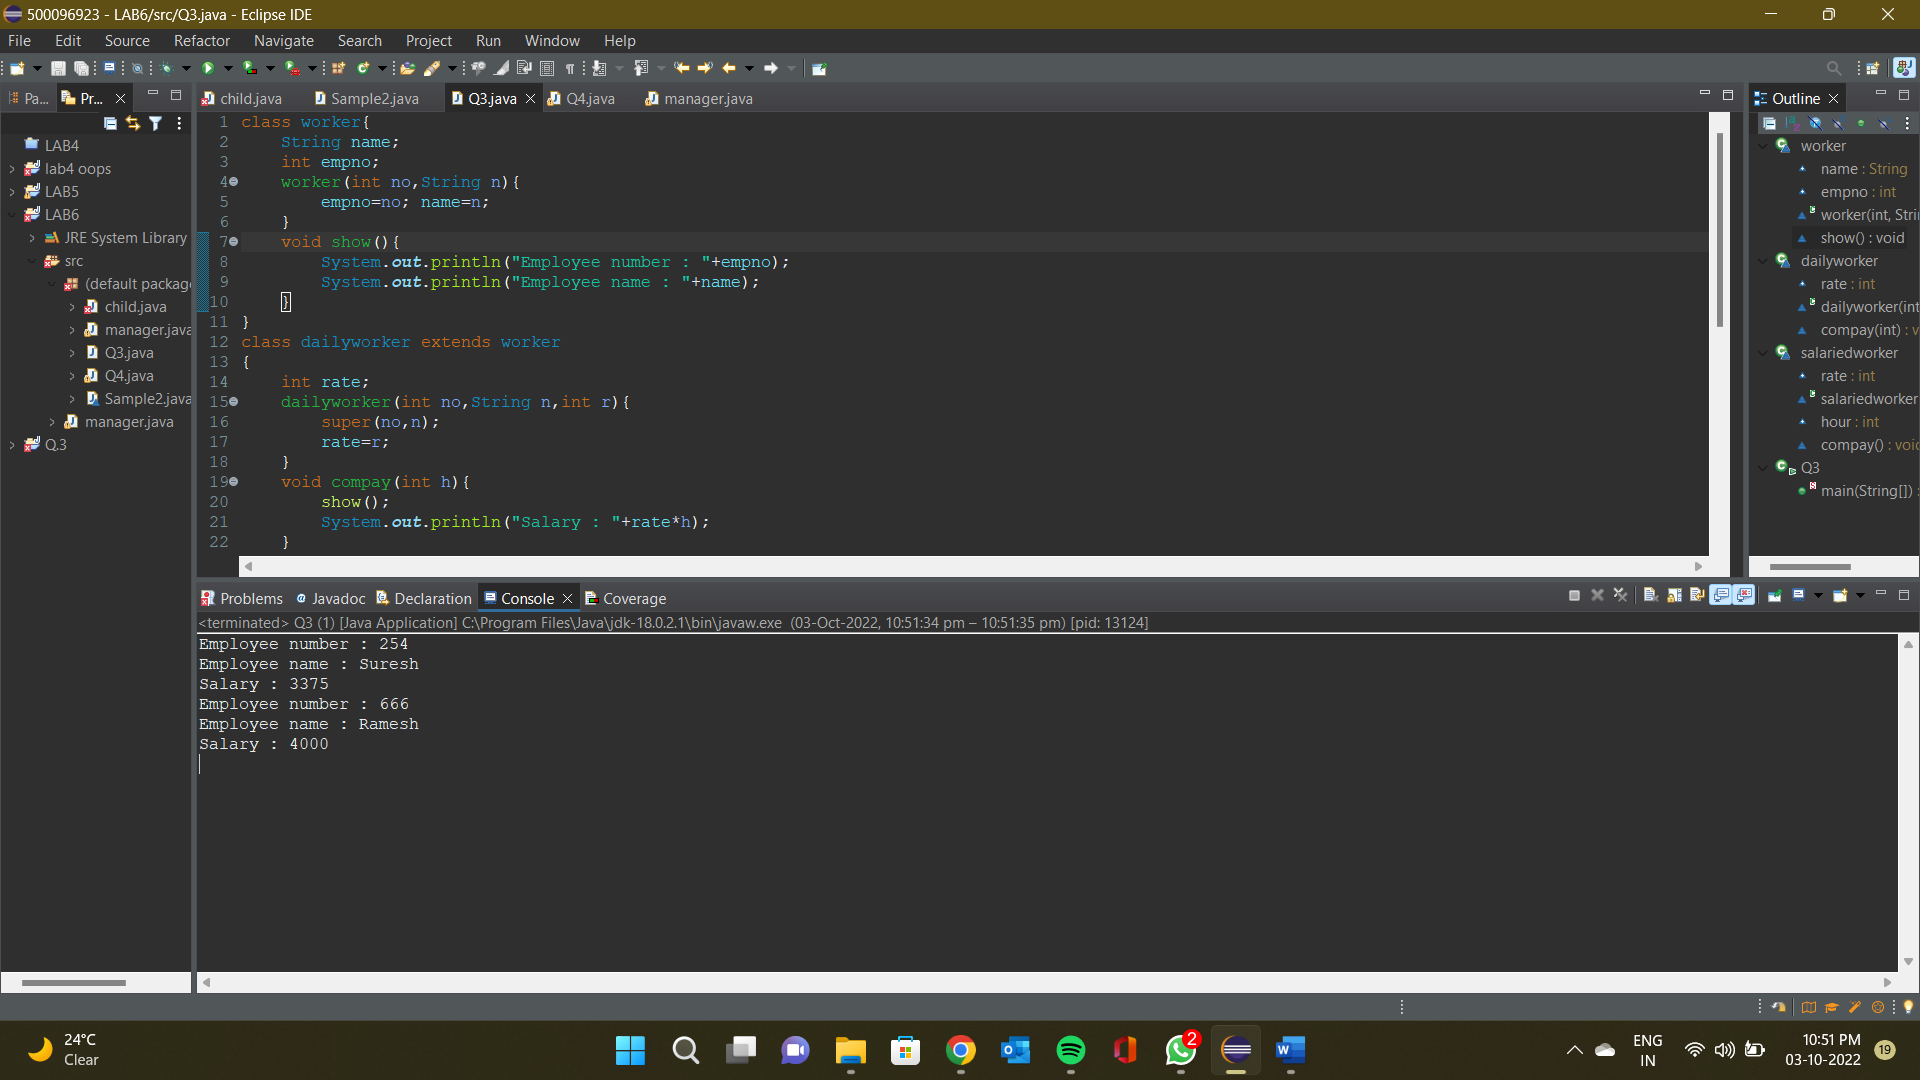 500096923 - LAB6/src/Q3.java - Eclipse IDE
File Edit Source Refactor Navigate Search Project Run Window Help
Pa... Pr...
child.java Sample2.java Q3.java Q4.java manager.java
Outline
LAB4
lab4 oops
LAB5
LAB6
JRE System Library
src
(default package
child.java
manager.java
Q3.java
Q4.java
Sample2.java
manager.java
Q.3
1 class worker{
2 String name;
3 int empno;
4 worker(int no,String n){
5 empno=no; name=n;
6 }
7 void show(){
8 System.out.println("Employee number : "+empno);
9 System.out.println("Employee name : "+name);
10 }
11 }
12 class dailyworker extends worker
13 {
14 int rate;
15 dailyworker(int no,String n,int r){
16 super(no,n);
17 rate=r;
18 }
19 void compay(int h){
20 show();
21 System.out.println("Salary : "+rate*h);
22 }
worker
name : String
empno : int
worker(int, Stri
show() : void
dailyworker
rate : int
dailyworker(int
compay(int) : v
salariedworker
rate : int
salariedworker
hour : int
compay() : voi
Q3
main(String[]) :
Problems Javadoc Declaration Console Coverage
<terminated> Q3 (1) [Java Application] C:\Program Files\Java\jdk-18.0.2.1\bin\javaw.exe (03-Oct-2022, 10:51:34 pm – 10:51:35 pm) [pid: 13124]
Employee number : 254
Employee name : Suresh
Salary : 3375
Employee number : 666
Employee name : Ramesh
Salary : 4000
24°C
Clear
2
ENG
IN
10:51 PM
03-10-2022
19